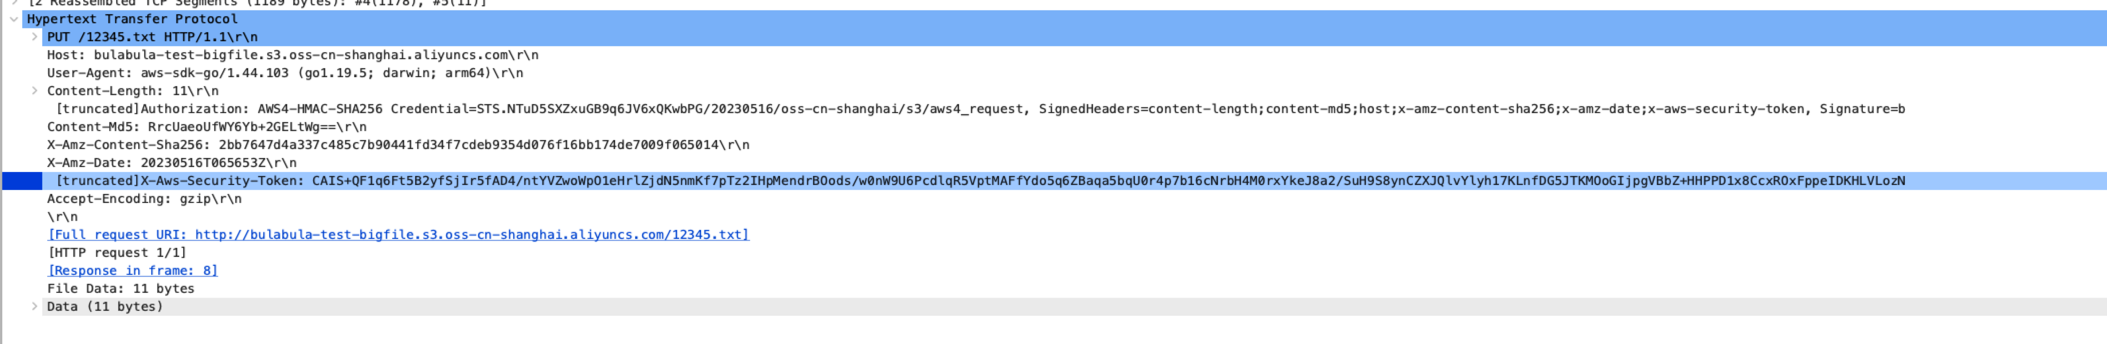 [2 Reassembled TCP Segments (1189 bytes): #4(1178), #5(11)]
Hypertext Transfer Protocol
PUT /12345.txt HTTP/1.1\r\n
Host: bulabula-test-bigfile.s3.oss-cn-shanghai.aliyuncs.com\r\n
User-Agent: aws-sdk-go/1.44.103 (go1.19.5; darwin; arm64)\r\n
Content-Length: 11\r\n
[truncated]Authorization: AWS4-HMAC-SHA256 Credential=STS.NTuD5SXZxuGB9q6JV6xQKwbPG/20230516/oss-cn-shanghai/s3/aws4_request, SignedHeaders=content-length;content-md5;host;x-amz-content-sha256;x-amz-date;x-aws-security-token, Signature=b
Content-Md5: RrcUaeoUfWY6Yb+2GELtWg==\r\n
X-Amz-Content-Sha256: 2bb7647d4a337c485c7b90441fd34f7cdeb9354d076f16bb174de7009f065014\r\n
X-Amz-Date: 20230516T065653Z\r\n
[truncated]X-Aws-Security-Token: CAIS+QF1q6Ft5B2yfSjIr5fAD4/ntYVZwoWpO1eHrlZjdN5nmKf7pTz2IHpMendrBOods/w0nW9U6PcdlqR5VptMAFfYdo5q6ZBaqa5bqU0r4p7b16cNrbH4M0rxYkeJ8a2/SuH9S8ynCZXJQlvYlyh17KLnfDG5JTKMOoGIjpgVBbZ+HHPPD1x8CcxROxFppeIDKHLVLozN
Accept-Encoding: gzip\r\n
\r\n
[Full request URI: http://bulabula-test-bigfile.s3.oss-cn-shanghai.aliyuncs.com/12345.txt]
[HTTP request 1/1]
[Response in frame: 8]
File Data: 11 bytes
Data (11 bytes)